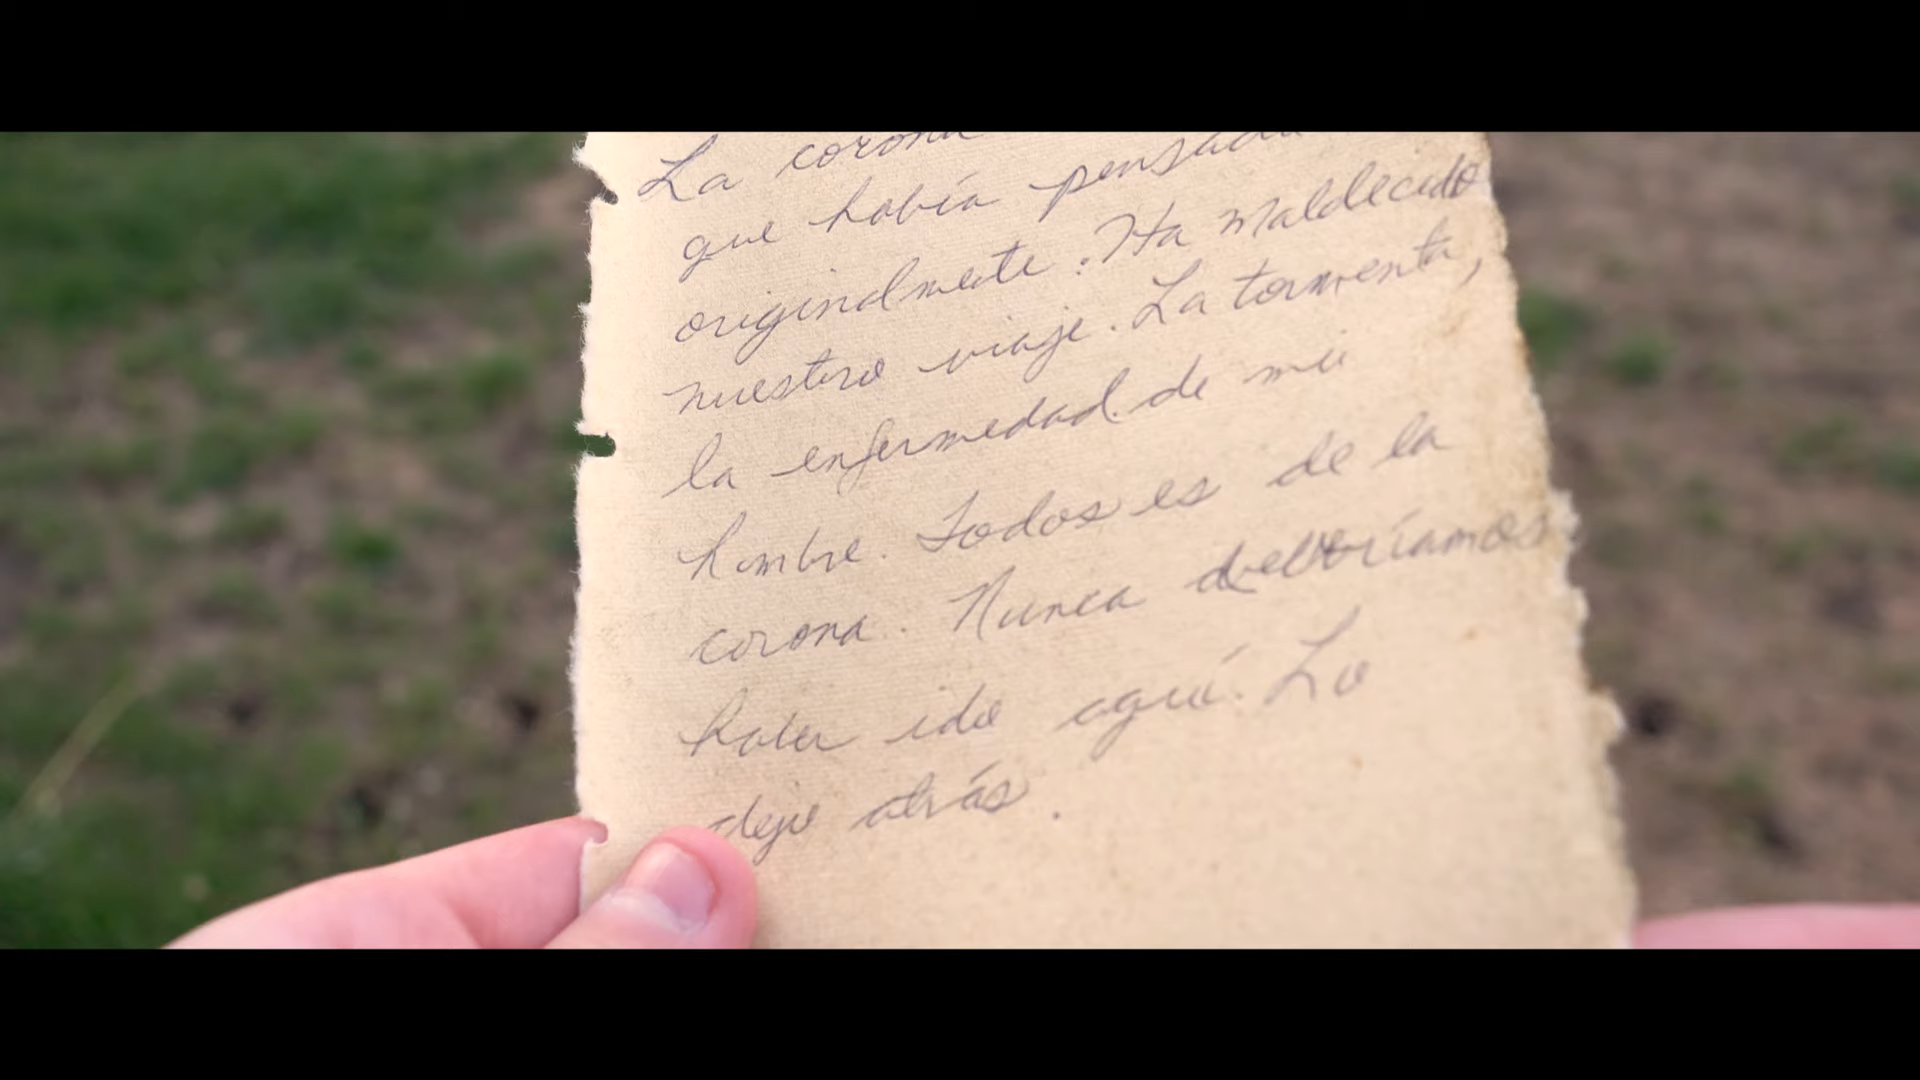 La corona
que había pensado
originalmente. Ha maldecido
nuestro viaje. La tormenta,
la enfermedad de mi
hombre. Todos es de la
corona. Nunca deberíamos
haber ido aquí. Lo
dejé atrás.